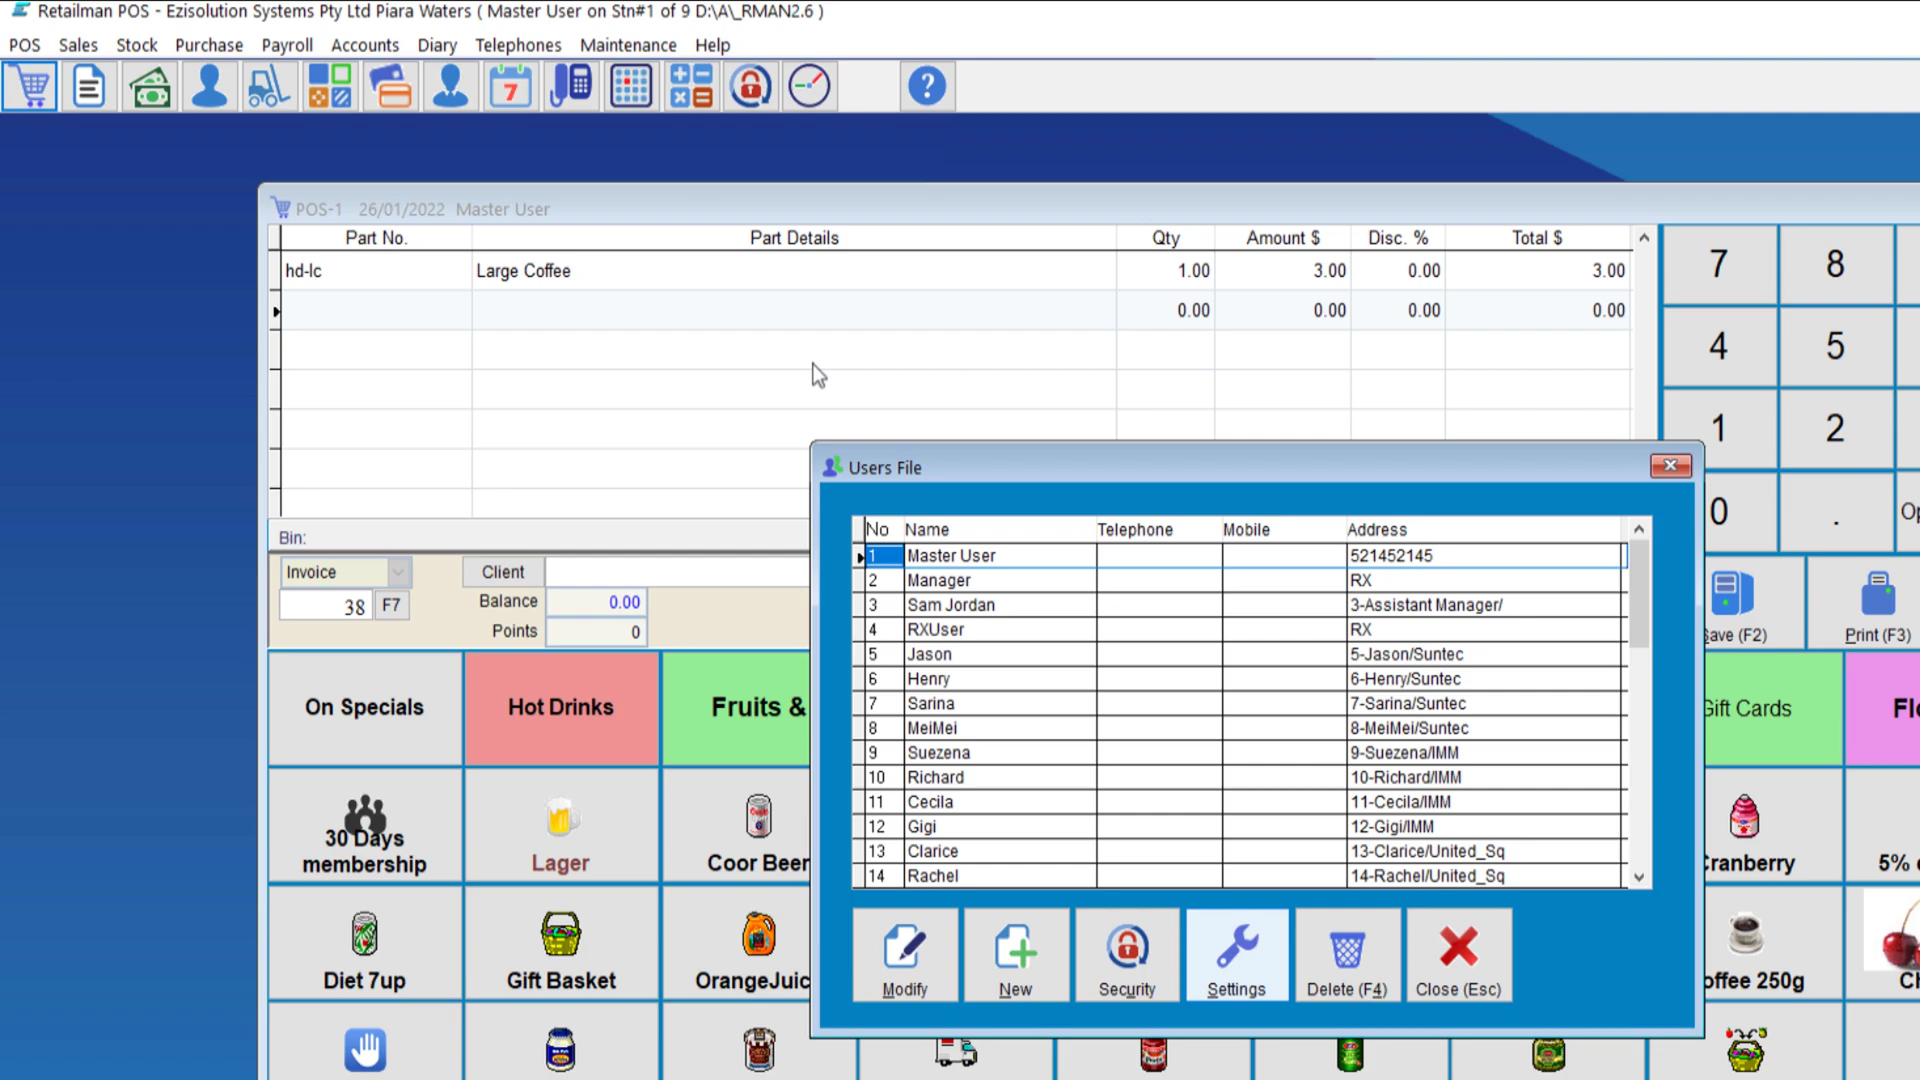 Retailman POS - Ezisolution Systems Pty Ltd Piara Waters ( Master User on Stn#1 of 9 D:\A\_RMAN2.6 )
POS Sales Stock Purchase Payroll Accounts Diary Telephones Maintenance Help
7
?
POS-1 26/01/2022 Master User
Part No. Part Details Qty Amount $ Disc. % Total $
hd-lc Large Coffee 1.00 3.00 0.00 3.00
0.00 0.00 0.00 0.00
7 8
4 5
1 2
0 . Op
Bin:
Invoice Client
38 F7 Balance 0.00
Points 0
Save (F2) Print (F3)
Users File
No Name Telephone Mobile Address
1 Master User 521452145
2 Manager RX
3 Sam Jordan 3-Assistant Manager/
4 RXUser RX
5 Jason 5-Jason/Suntec
6 Henry 6-Henry/Suntec
7 Sarina 7-Sarina/Suntec
8 MeiMei 8-MeiMei/Suntec
9 Suezena 9-Suezena/IMM
10 Richard 10-Richard/IMM
11 Cecila 11-Cecila/IMM
12 Gigi 12-Gigi/IMM
13 Clarice 13-Clarice/United_Sq
14 Rachel 14-Rachel/United_Sq
Modify New Security Settings Delete (F4) Close (Esc)
On Specials Hot Drinks Fruits & Gift Cards Flo
30 Days
membership Lager Coor Beer Cranberry 5%
Diet 7up Gift Basket OrangeJuic offee 250g Ch